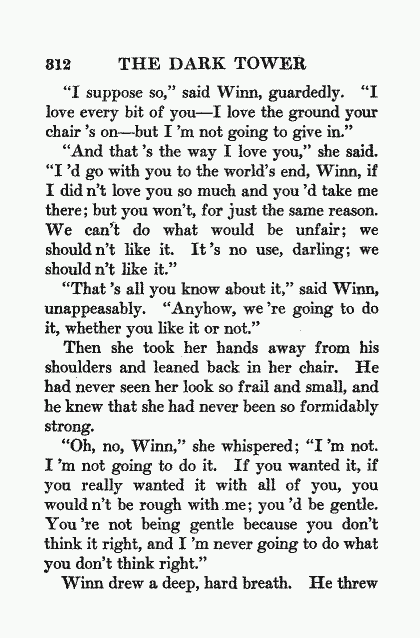 312 THE DARK TOWER
"I suppose so," said Winn, guardedly. "I
love every bit of you—I love the ground your
chair 's on—but I 'm not going to give in."
"And that 's the way I love you," she said.
"I 'd go with you to the world's end, Winn, if
I did n't love you so much and you 'd take me
there; but you won't, for just the same reason.
We can't do what would be unfair; we
should n't like it. It 's no use, darling; we
should n't like it."
"That 's all you know about it," said Winn,
unappeasably. "Anyhow, we 're going to do
it, whether you like it or not."
Then she took her hands away from his
shoulders and leaned back in her chair. He
had never seen her look so frail and small, and
he knew that she had never been so formidably
strong.
"Oh, no, Winn," she whispered; "I 'm not.
I 'm not going to do it. If you wanted it, if
you really wanted it with all of you, you
would n't be rough with me; you 'd be gentle.
You 're not being gentle because you don't
think it right, and I 'm never going to do what
you don't think right."
Winn drew a deep, hard breath. He threw